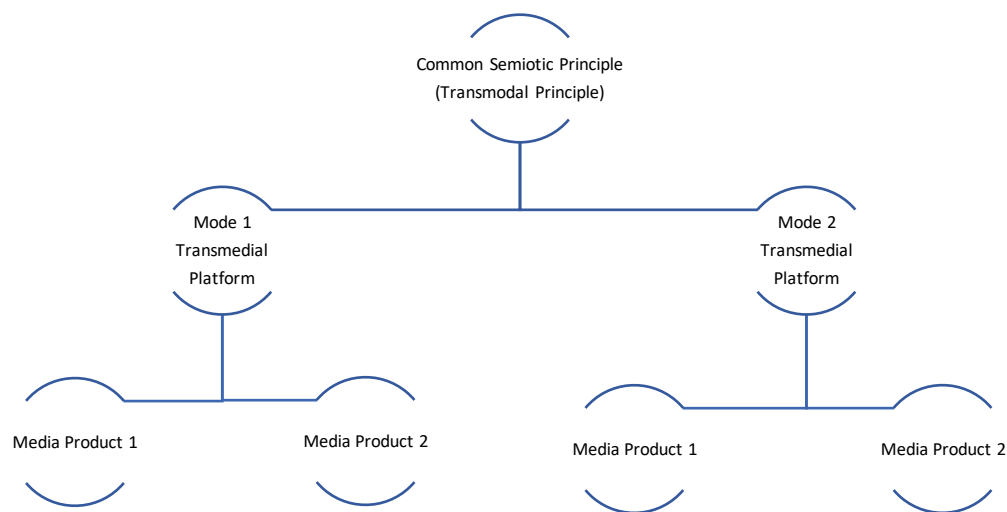 Common Semiotic Principle
(Transmodal Principle)
Mode 1
Transmedial
Platform
Mode 2
Transmedial
Platform
Media Product 1
Media Product 2
Media Product 1
Media Product 2